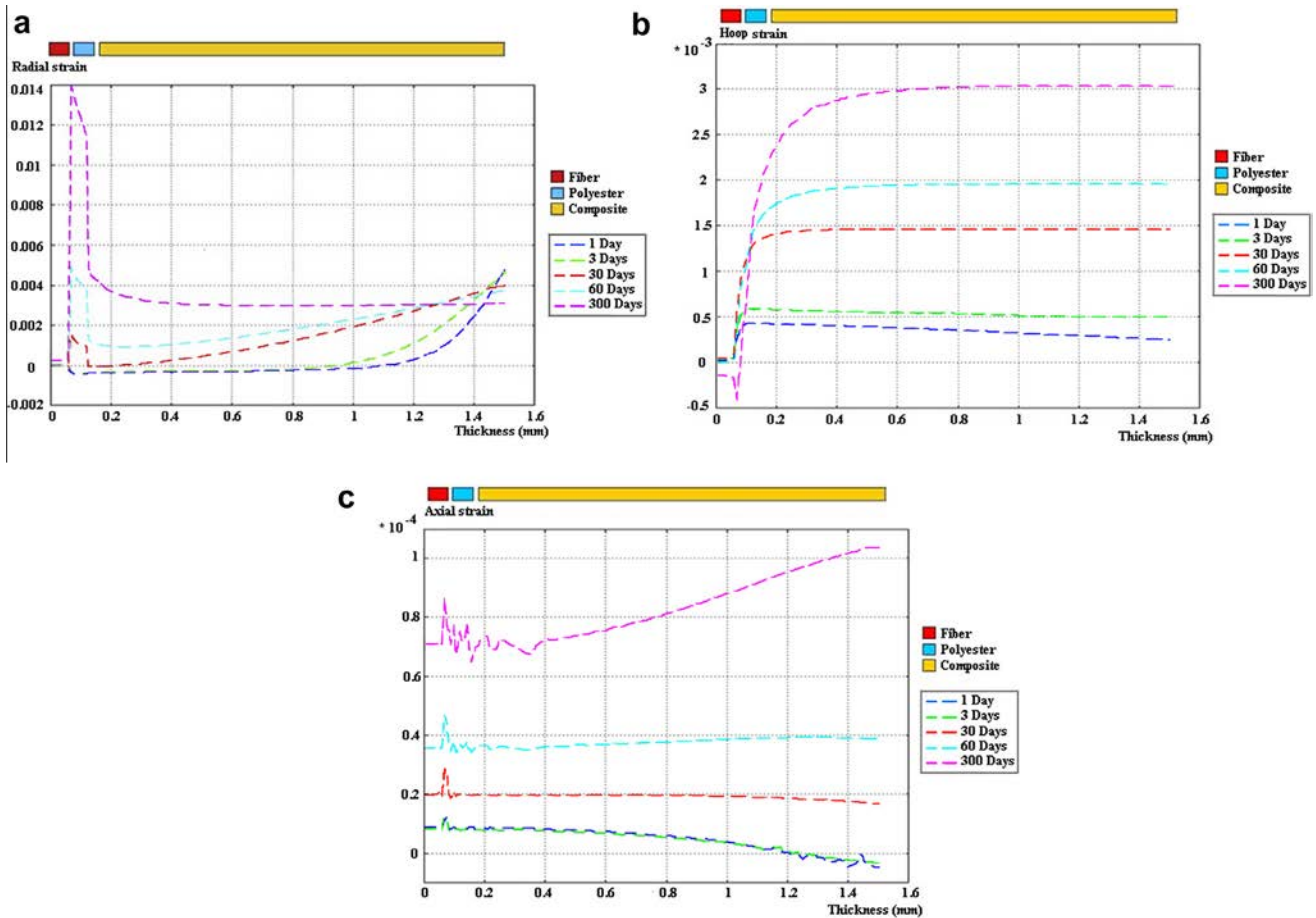 a
Radial strain
0.014
0.012
0.01
0.008
0.006
0.004
0.002
0
-0.002
0
0.2
0.4
0.6
0.8
1
1.2
1.4
1.6
Thickness (mm)
Fiber
Polyester
Composite
1 Day
3 Days
30 Days
60 Days
300 Days
b
Hoop strain
* 10-3
3
2.5
2
1.5
1
0.5
0
-0.5
0
0.2
0.4
0.6
0.8
1
1.2
1.4
1.6
Thickness (mm)
Fiber
Polyester
Composite
1 Day
3 Days
30 Days
60 Days
300 Days
c
Axial strain
* 10-4
1
0.8
0.6
0.4
0.2
0
0
0.2
0.4
0.6
0.8
1
1.2
1.4
1.6
Thickness (mm)
Fiber
Polyester
Composite
1 Day
3 Days
30 Days
60 Days
300 Days